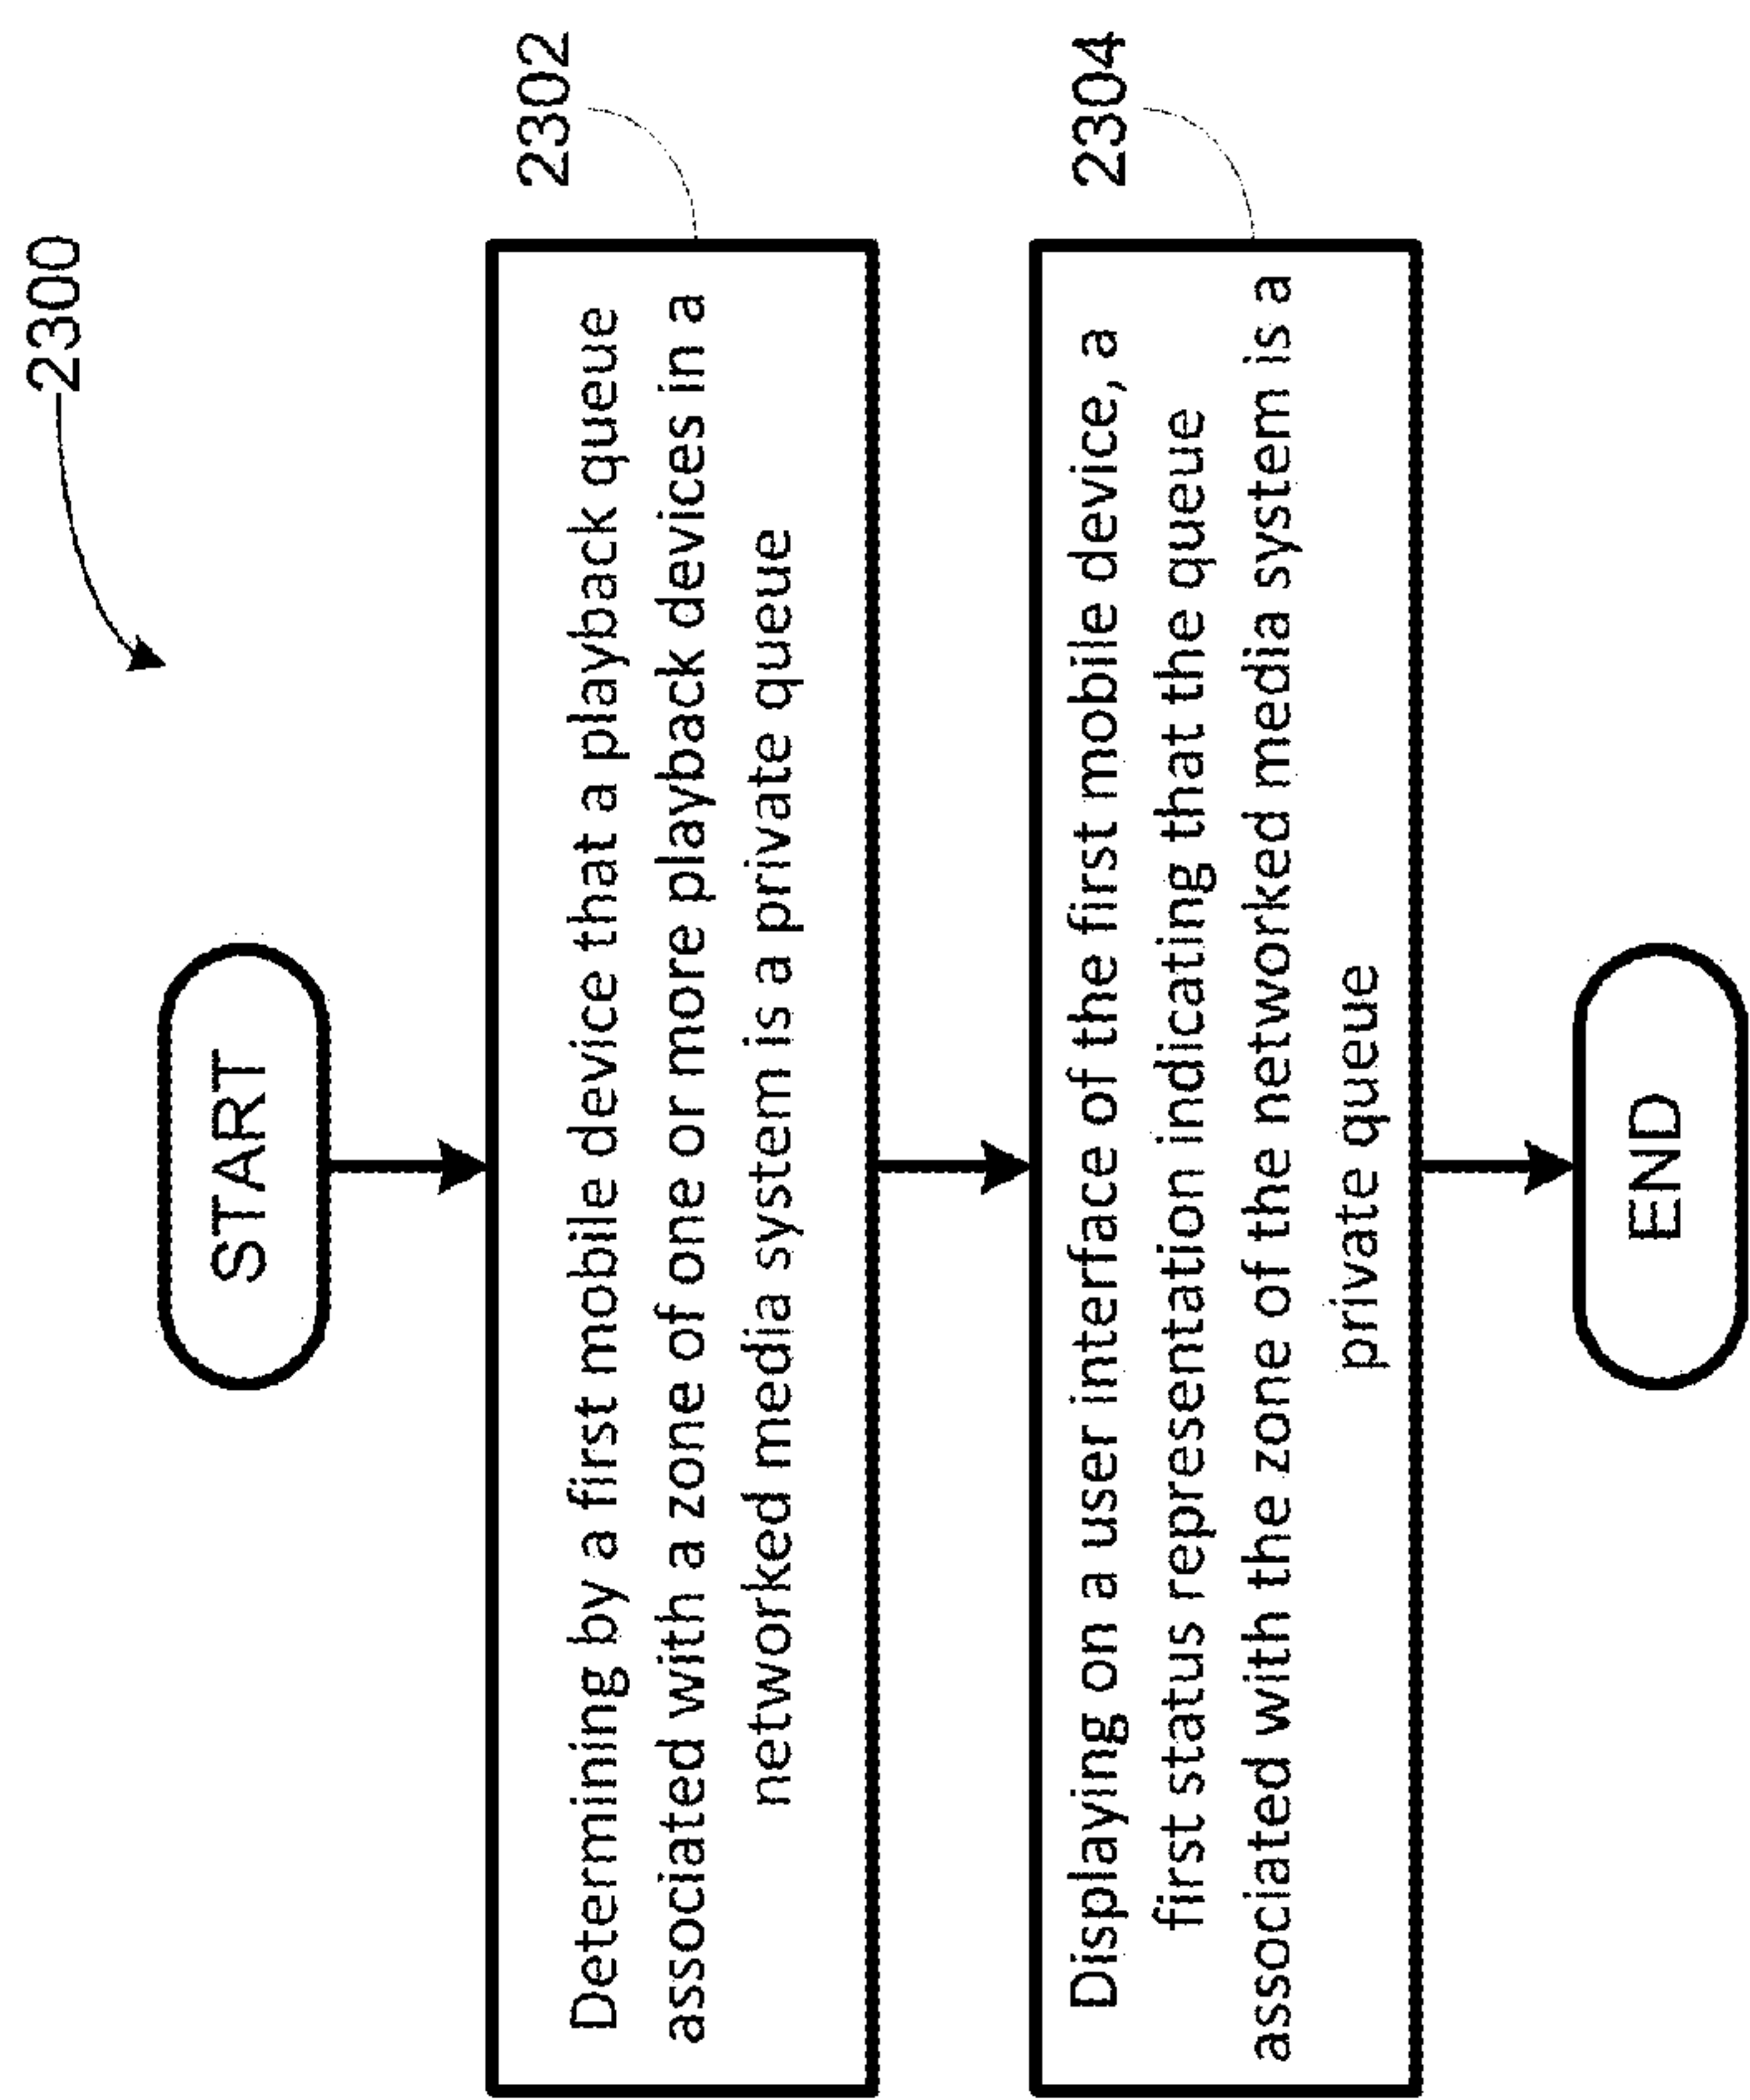 2300
START
Determining by a first mobile device that a playback queue
associated with a zone of one or more playback devices in a
networked media system is a private queue
2302
Displaying on a user interface of the first mobile device, a
first status representation indicating that the queue
associated with the zone of the networked media system is a
private queue
2304
END